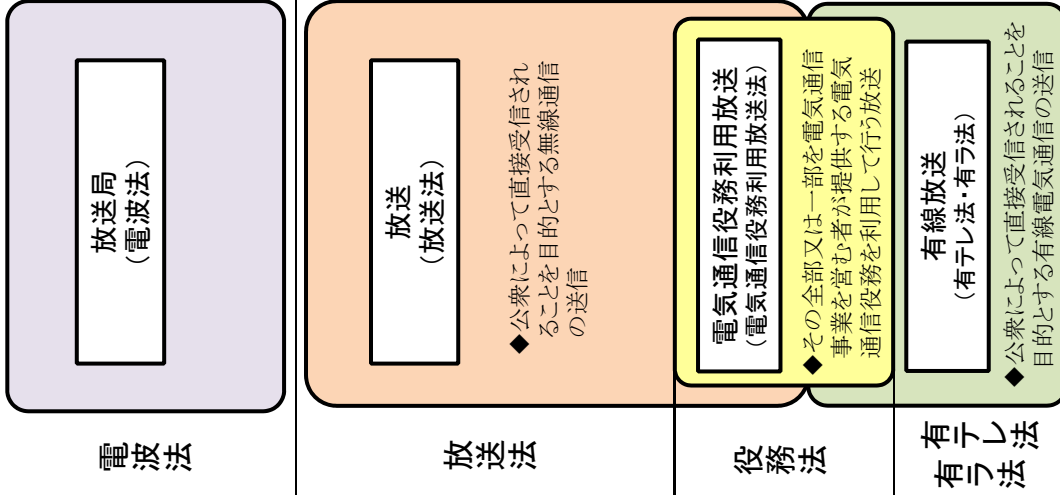 電波法
放送局
(電波法)
放送法
放送
(放送法)
◆公衆によって直接受信され
ることを目的とする無線通信
の送信
役務法
電気通信役務利用放送
(電気通信役務利用放送法)
◆その全部又は一部を電気通信
事業を営む者が提供する電気
通信役務を利用して行う放送
有テレ法
有ラ法
有線放送
(有テレ法・有ラ法)
◆公衆によって直接受信されることを
目的とする有線電気通信の送信